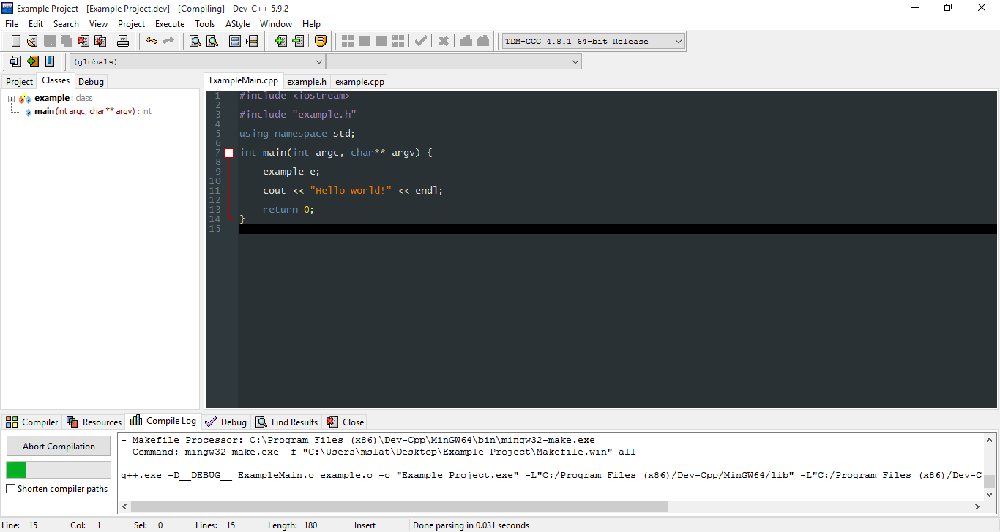 Example Project - [Example Project.dev] - [Compiling] - Dev-C++ 5.9.2
File Edit Search View Project Execute Tools AStyle Window Help
TDM-GCC 4.8.1 64-bit Release
(globals)
Project Classes Debug
ExampleMain.cpp example.h example.cpp
example : class
main (int argc, char** argv) : int
1 #include <iostream>
2
3 #include "example.h"
4
5 using namespace std;
6
7 int main(int argc, char** argv) {
8
9 example e;
10
11 cout << "Hello world!" << endl;
12
13 return 0;
14 }
15
Compiler Resources Compile Log Debug Find Results Close
Abort Compilation
Shorten compiler paths
- Makefile Processor: C:\Program Files (x86)\Dev-Cpp\MinGW64\bin\mingw32-make.exe
- Command: mingw32-make.exe -f "C:\Users\mslat\Desktop\Example Project\Makefile.win" all
g++.exe -D__DEBUG__ ExampleMain.o example.o -o "Example Project.exe" -L"C:/Program Files (x86)/Dev-Cpp/MinGW64/lib" -L"C:/Program Files (x86)/Dev-C
Line: 15 Col: 1 Sel: 0 Lines: 15 Length: 180 Insert Done parsing in 0.031 seconds